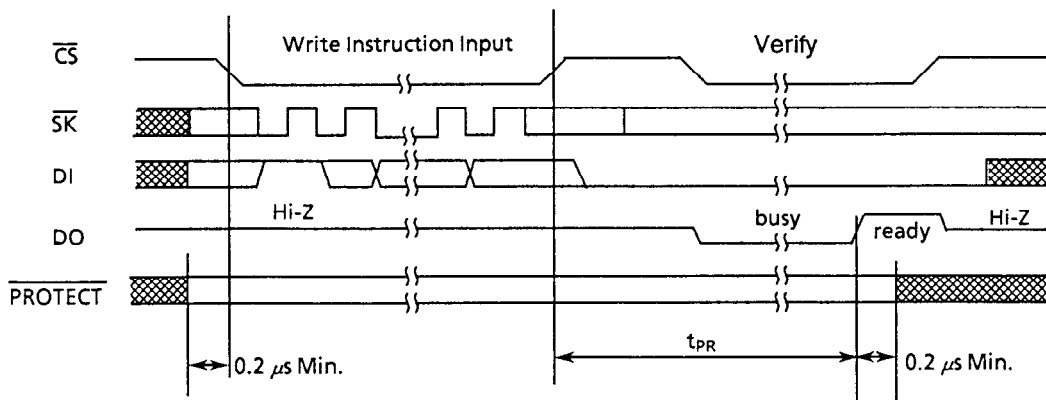 Write Instruction Input
Verify
CS
SK
DI
Hi-Z
DO
busy
ready
Hi-Z
PROTECT
tPR
0.2 μs Min.
0.2 μs Min.